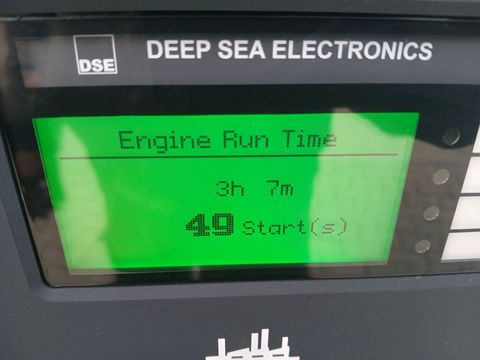 DSE DEEP SEA ELECTRONICS
Engine Run Time
3h 7m
49 Start(s)